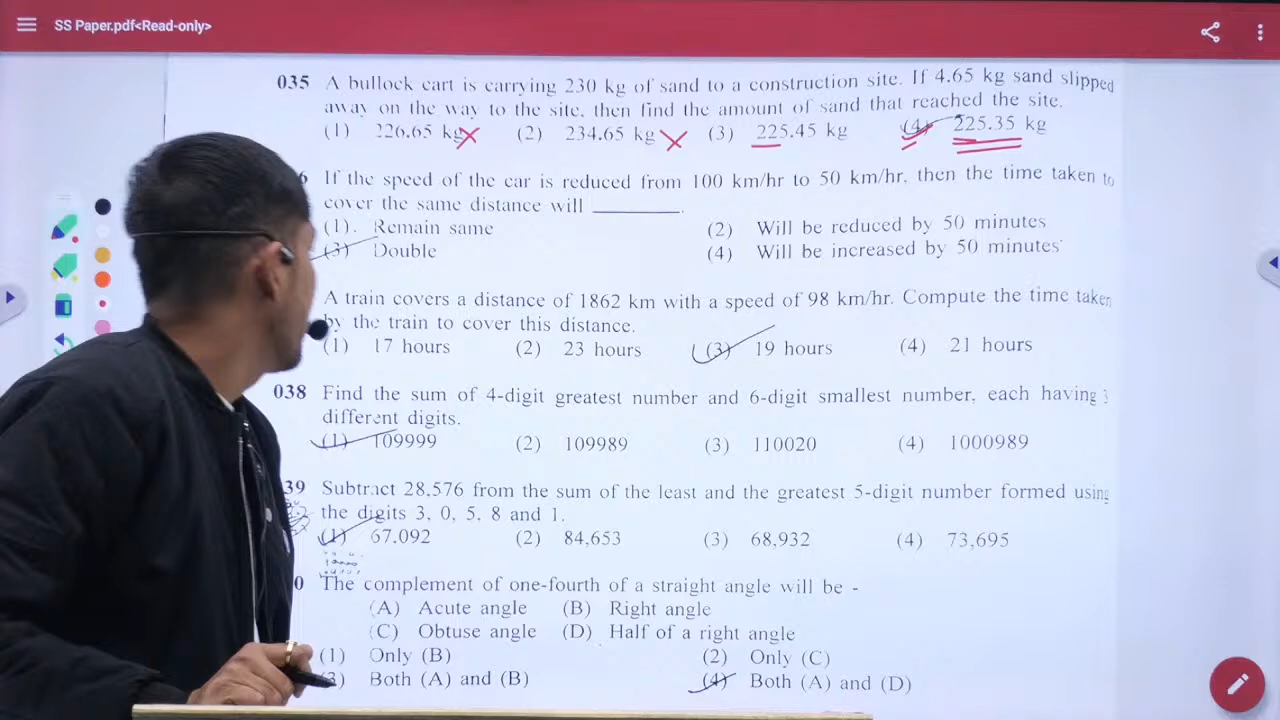 SS Paper.pdf<Read-only>
035 A bullock cart is carrying 230 kg of sand to a construction site. If 4.65 kg sand slipped
away on the way to the site, then find the amount of sand that reached the site.
(1) 226.65 kg (2) 234.65 kg (3) 225.45 kg (4) 225.35 kg
6 If the speed of the car is reduced from 100 km/hr to 50 km/hr, then the time taken to
cover the same distance will ________.
(1). Remain same (2) Will be reduced by 50 minutes
(3) Double (4) Will be increased by 50 minutes
A train covers a distance of 1862 km with a speed of 98 km/hr. Compute the time taken
by the train to cover this distance.
(1) 17 hours (2) 23 hours (3) 19 hours (4) 21 hours
038 Find the sum of 4-digit greatest number and 6-digit smallest number, each having 3
different digits.
(1) 109999 (2) 109989 (3) 110020 (4) 1000989
39 Subtract 28,576 from the sum of the least and the greatest 5-digit number formed using
the digits 3, 0, 5, 8 and 1.
(1) 67.092 (2) 84,653 (3) 68,932 (4) 73,695
0 The complement of one-fourth of a straight angle will be -
(A) Acute angle (B) Right angle
(C) Obtuse angle (D) Half of a right angle
(1) Only (B) (2) Only (C)
(3) Both (A) and (B) (4) Both (A) and (D)